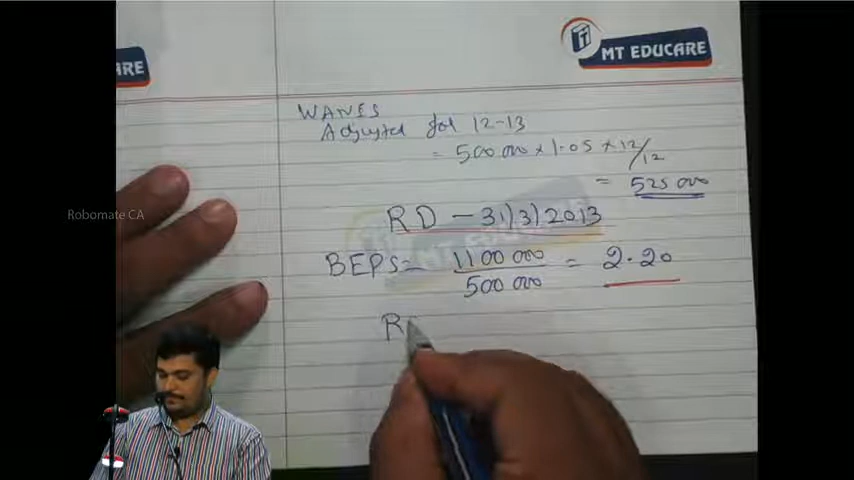 ARE
MT EDUCARE
WANES
Adjusted for 12-13
= 500 000 × 1.05 × 12/12
= 525 000
Robomate CA
RD - 31/3/2013
BEPS = 1100 000 / 500 000 = 2.20
R